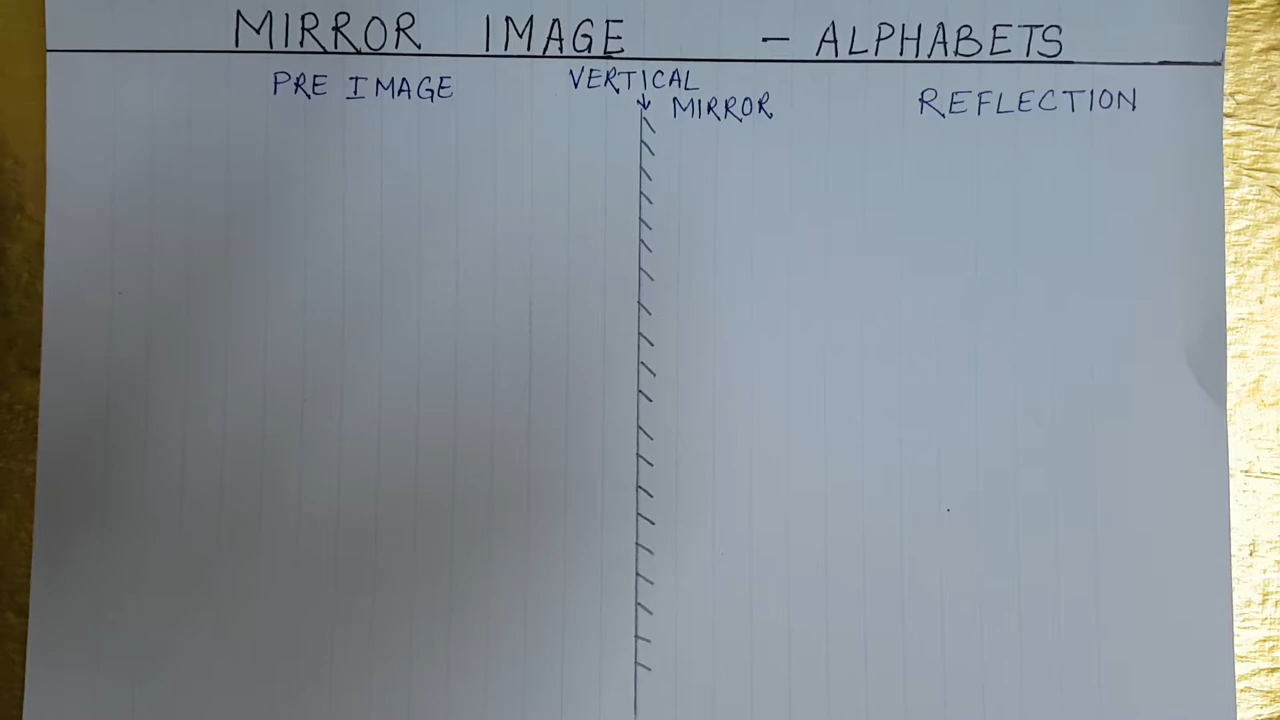 MIRROR IMAGE - ALPHABETS
PRE IMAGE
VERTICAL
MIRROR
REFLECTION